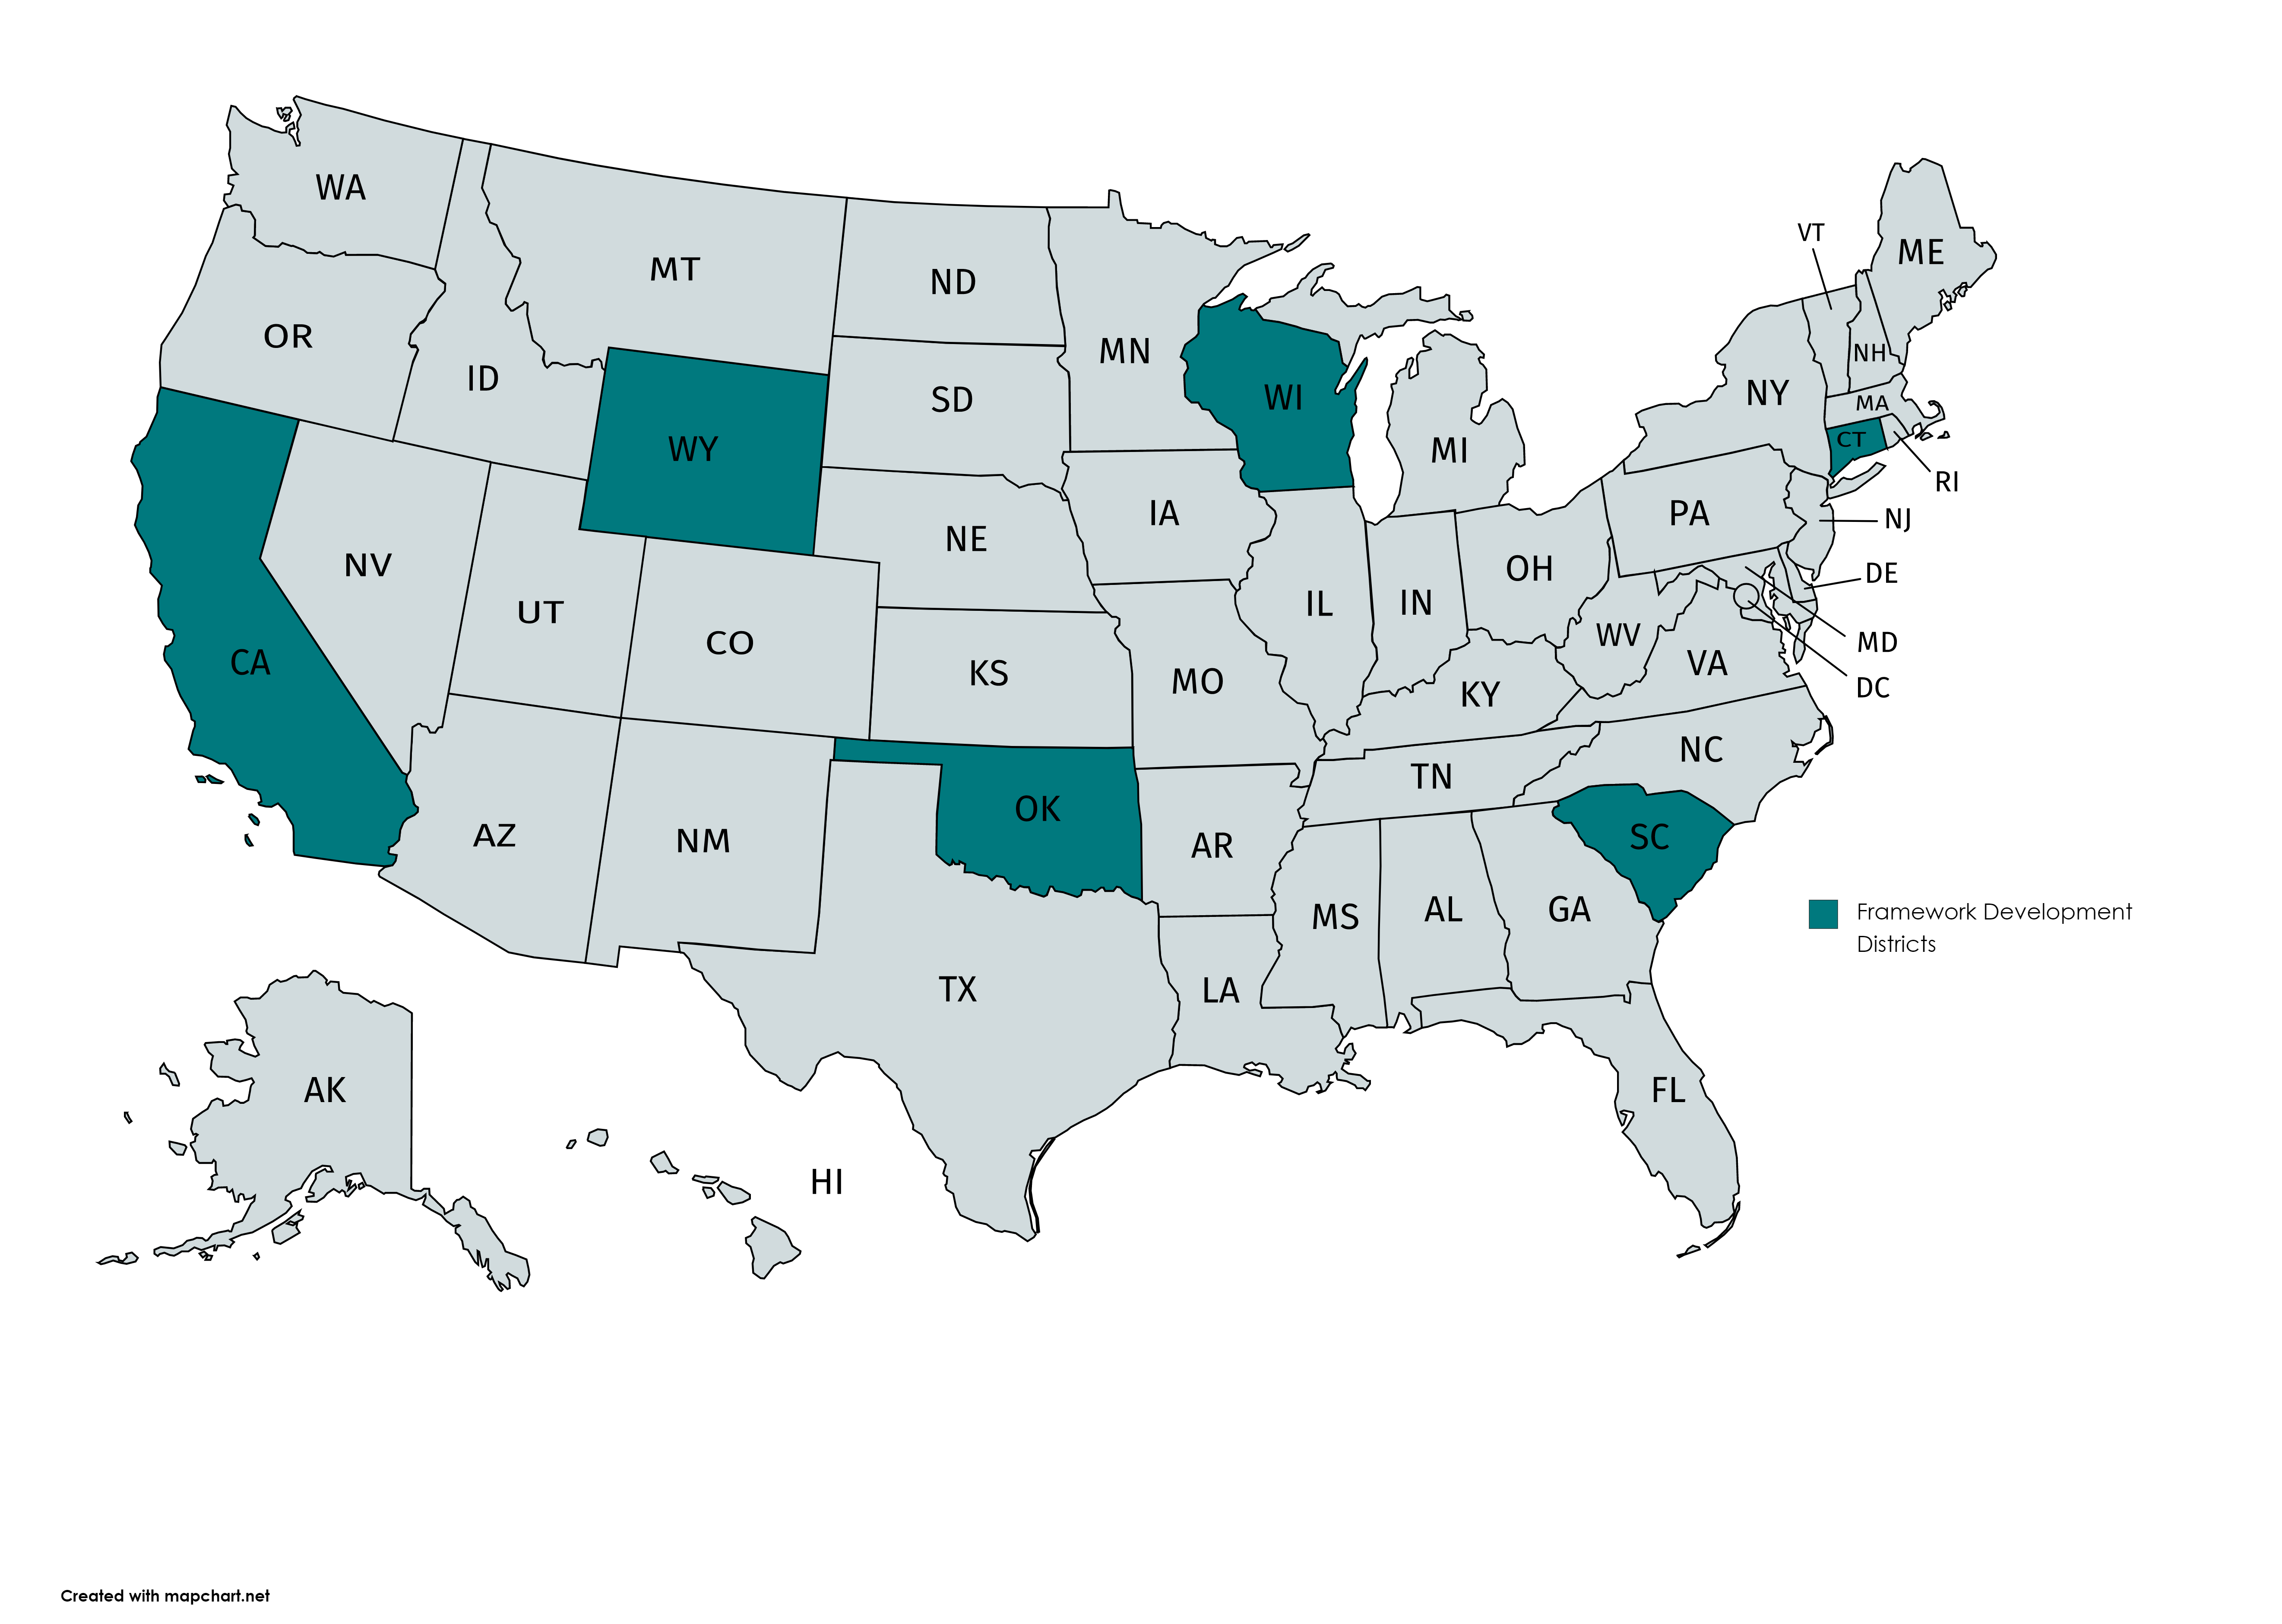 WA
MT
ND
MN
VT
ME
OR
ID
SD
WI
NH
NY
MA
WY
CT
MI
RI
IA
PA
NJ
NE
NV
OH
DE
UT
IL
IN
WV
MD
CO
VA
CA
KS
MO
DC
KY
NC
TN
OK
AZ
NM
AR
SC
MS
AL
GA
Framework Development
Districts
TX
LA
AK
FL
HI
Created with mapchart.net